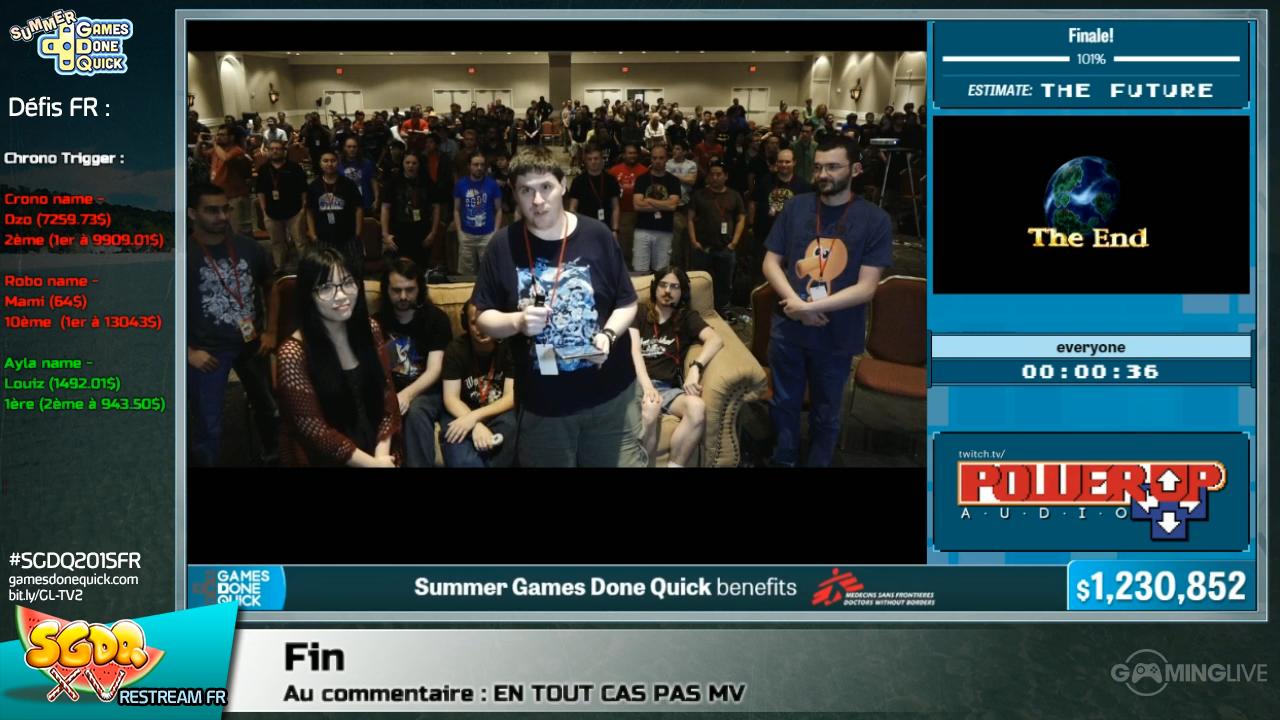 SUMMER
GAMES
DONE
QUICK
Défis FR :
Chrono Trigger :
Crono name -
Dzo (7259.73$)
2ème (1er à 9909.01$)
Robo name -
Mami (64$)
10ème (1er à 13043$)
Ayla name -
Louiz (1492.01$)
1ère (2ème à 943.50$)
#SGDQ2015FR
gamesdonequick.com
bit.ly/GL-TV2
SGDQ
XV
RESTREAM FR
Finale!
101%
ESTIMATE: THE FUTURE
The End
everyone
00:00:36
twitch.tv/
POWERUP
A·U·D·I·O
GAMES
DONE
QUICK
Summer Games Done Quick benefits
MEDECINS SANS FRONTIERES
DOCTORS WITHOUT BORDERS
$1,230,852
Fin
Au commentaire : EN TOUT CAS PAS MV
GAMINGLIVE